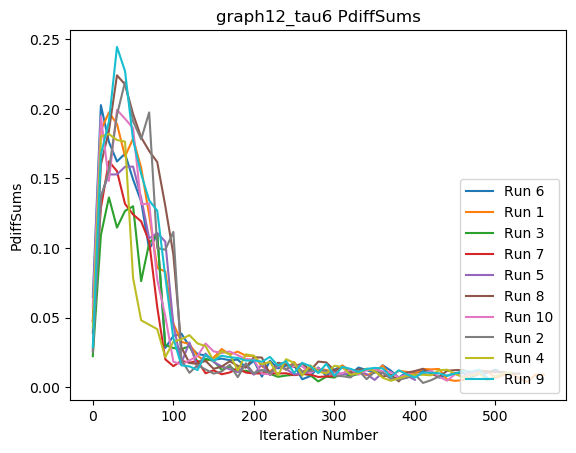 graph12_tau6 PdiffSums
PdiffSums
0.25
0.20
0.15
0.10
0.05
0.00
0
100
200
300
400
500
Iteration Number
Run 6
Run 1
Run 3
Run 7
Run 5
Run 8
Run 10
Run 2
Run 4
Run 9